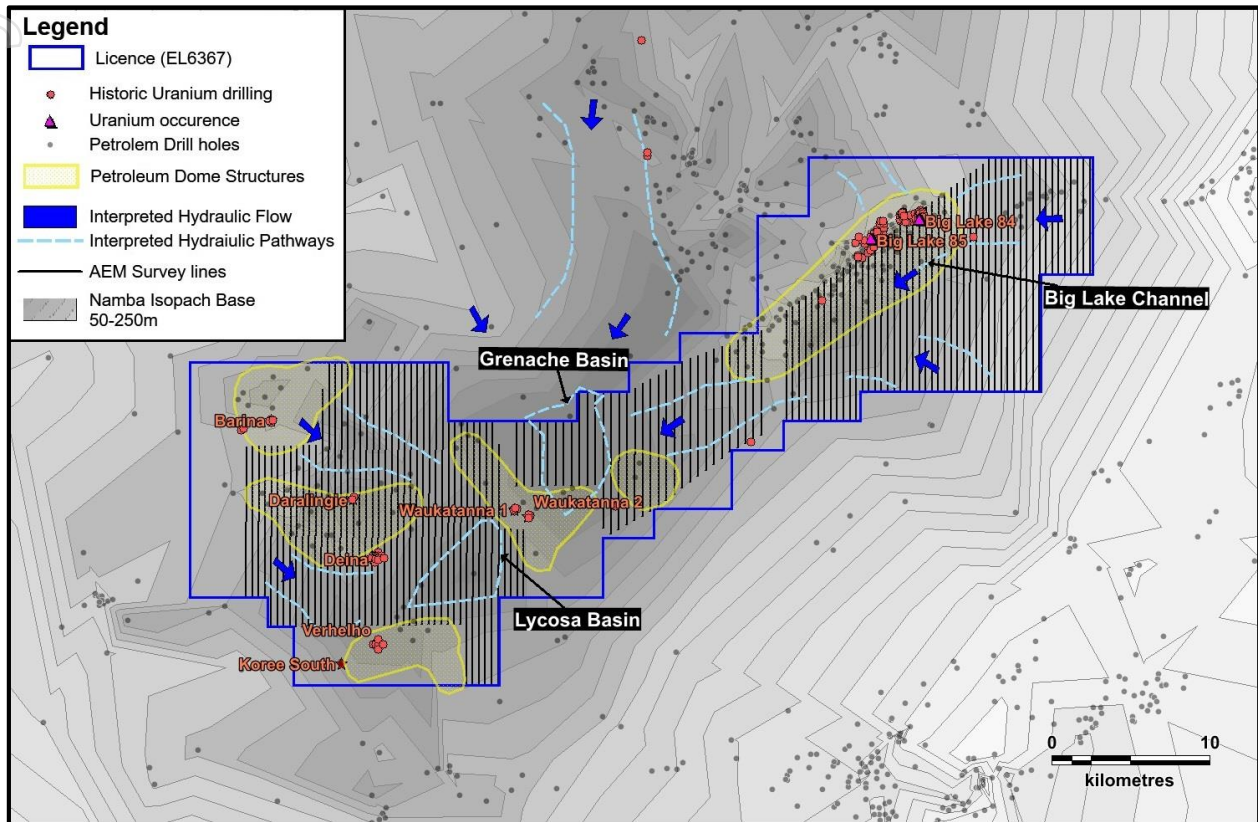 Legend
Licence (EL6367)
Historic Uranium drilling
Uranium occurence
Petrolem Drill holes
Petroleum Dome Structures
Interpreted Hydraulic Flow
Interpreted Hydraiulic Pathways
AEM Survey lines
Namba Isopach Base
50-250m
Big Lake 84
Big Lake 85
Big Lake Channel
Grenache Basin
Barina
Daralingie
Waukatanna 1
Waukatanna 2
Deina
Lycosa Basin
Verhelho
Koree South
0 10
kilometres